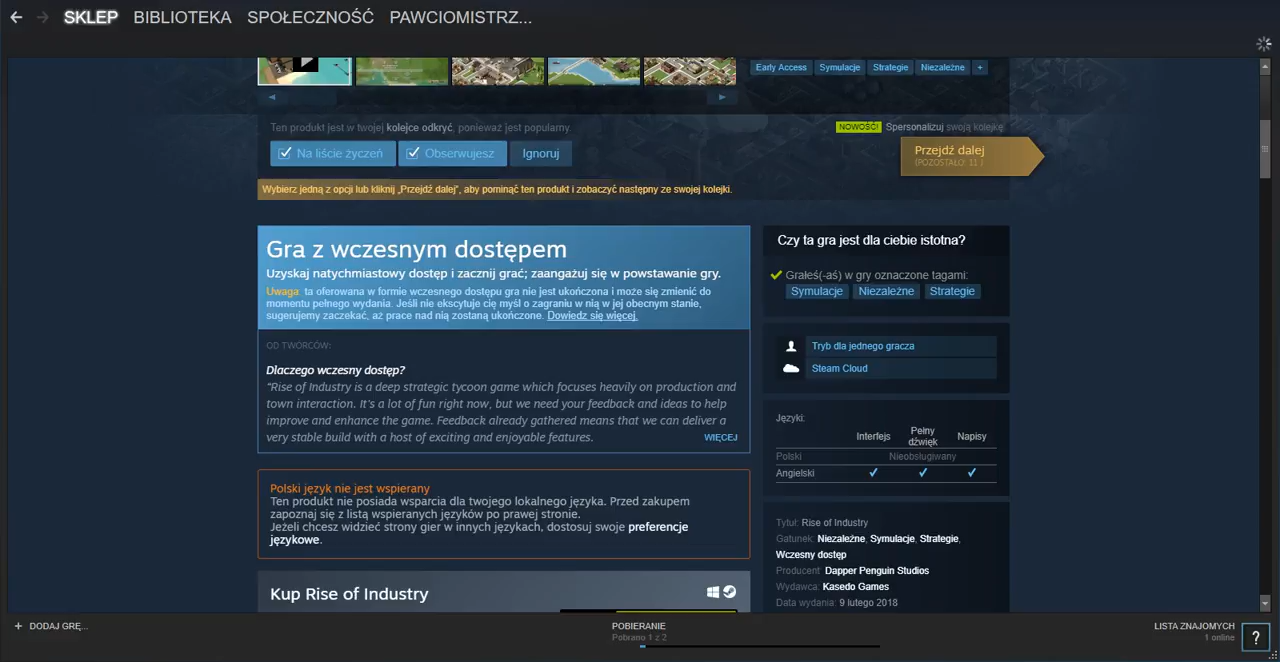 SKLEP BIBLIOTEKA SPOŁECZNOŚĆ PAWCIOMISTRZ...
Early Access Symulacje Strategie Niezależne +
Ten produkt jest w twojej kolejce odkryć, ponieważ jest popularny.
NOWOŚĆ! Spersonalizuj swoją kolejkę
Na liście życzeń Obserwujesz Ignoruj
Przejdź dalej
(POZOSTAŁO: 11 )
Wybierz jedną z opcji lub kliknij „Przejdź dalej”, aby pominąć ten produkt i zobaczyć następny ze swojej kolejki.
Gra z wczesnym dostępem
Uzyskaj natychmiastowy dostęp i zacznij grać; zaangażuj się w powstawanie gry.
Uwaga: ta oferowana w formie wczesnego dostępu gra nie jest ukończona i może się zmienić do
momentu pełnego wydania. Jeśli nie ekscytuje cię myśl o zagraniu w nią w jej obecnym stanie,
sugerujemy zaczekać, aż prace nad nią zostaną ukończone. Dowiedz się więcej.
OD TWÓRCÓW:
Dlaczego wczesny dostęp?
“Rise of Industry is a deep strategic tycoon game which focuses heavily on production and
town interaction. It's a lot of fun right now, but we need your feedback and ideas to help
improve and enhance the game. Feedback already gathered means that we can deliver a
very stable build with a host of exciting and enjoyable features.
WIĘCEJ
Polski język nie jest wspierany
Ten produkt nie posiada wsparcia dla twojego lokalnego języka. Przed zakupem
zapoznaj się z listą wspieranych języków po prawej stronie.
Jeżeli chcesz widzieć strony gier w innych językach, dostosuj swoje preferencje
językowe.
Kup Rise of Industry
Czy ta gra jest dla ciebie istotna?
Grałeś(-aś) w gry oznaczone tagami:
Symulacje Niezależne Strategie
Tryb dla jednego gracza
Steam Cloud
Języki:
Interfejs Pełny dźwięk Napisy
Polski Nieobsługiwany
Angielski
Tytuł: Rise of Industry
Gatunek: Niezależne, Symulacje, Strategie,
Wczesny dostęp
Producent: Dapper Penguin Studios
Wydawca: Kasedo Games
Data wydania: 9 lutego 2018
+ DODAJ GRĘ...
POBIERANIE
Pobrano 1 z 2
LISTA ZNAJOMYCH
1 online
?